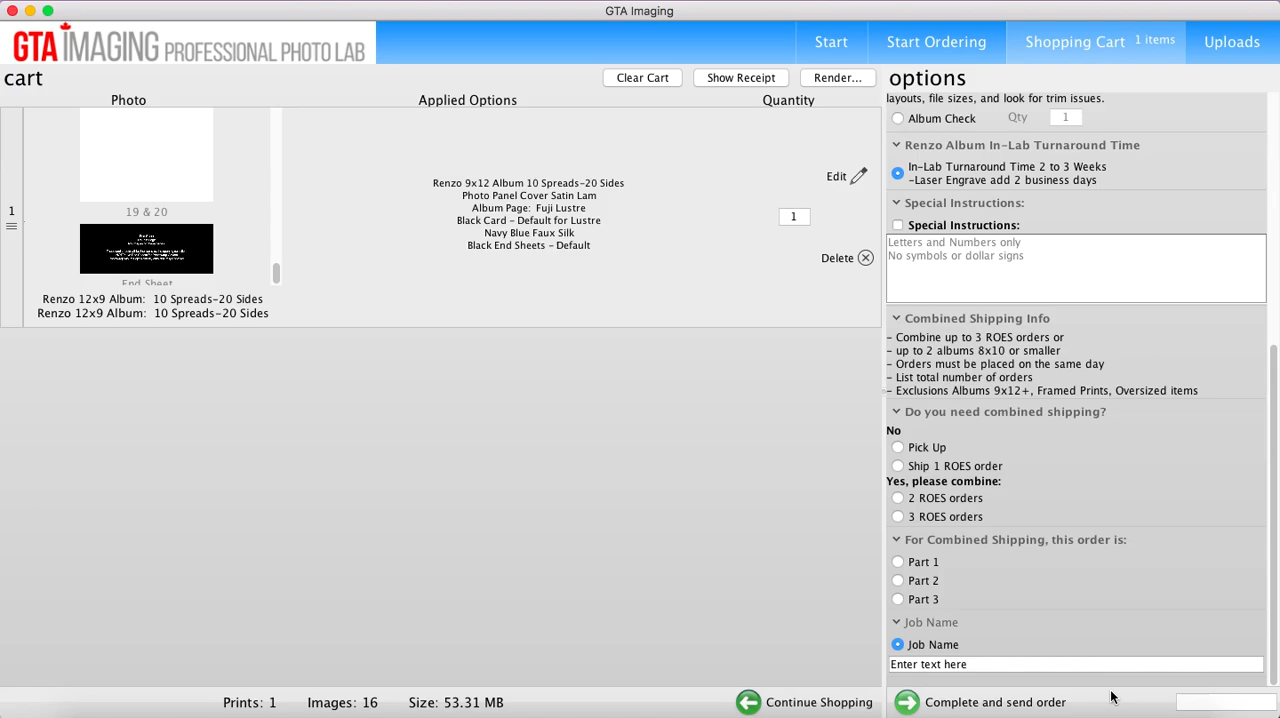 GTA Imaging
GTA IMAGING PROFESSIONAL PHOTO LAB
Start
Start Ordering
Shopping Cart 1 items
Uploads
cart
Clear Cart
Show Receipt
Render...
options
Photo
Applied Options
Quantity
1
19 & 20
End Sheet
Renzo 12x9 Album: 10 Spreads-20 Sides
Renzo 12x9 Album: 10 Spreads-20 Sides
Renzo 9x12 Album 10 Spreads-20 Sides
Photo Panel Cover Satin Lam
Album Page: Fuji Lustre
Black Card - Default for Lustre
Navy Blue Faux Silk
Black End Sheets - Default
Edit
1
Delete
layouts, file sizes, and look for trim issues.
Album Check Qty 1
Renzo Album In-Lab Turnaround Time
In-Lab Turnaround Time 2 to 3 Weeks
-Laser Engrave add 2 business days
Special Instructions:
Special Instructions:
Letters and Numbers only
No symbols or dollar signs
Combined Shipping Info
- Combine up to 3 ROES orders or
- up to 2 albums 8x10 or smaller
- Orders must be placed on the same day
- List total number of orders
- Exclusions Albums 9x12+, Framed Prints, Oversized items
Do you need combined shipping?
No
Pick Up
Ship 1 ROES order
Yes, please combine:
2 ROES orders
3 ROES orders
For Combined Shipping, this order is:
Part 1
Part 2
Part 3
Job Name
Job Name
Enter text here
Prints: 1
Images: 16
Size: 53.31 MB
Continue Shopping
Complete and send order